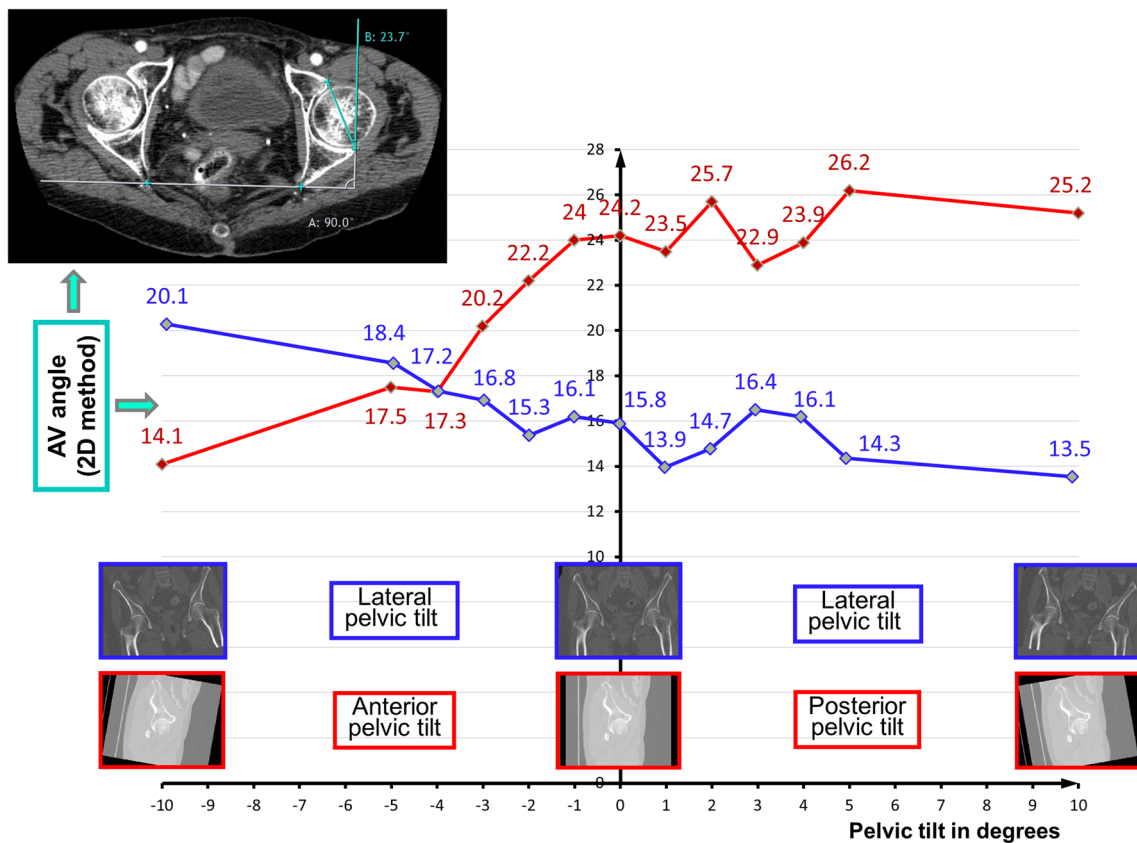 B: 23.7°
A: 90.0°
AV angle
(2D method)
28
26
24
22
20
18
16
14
12
10
0
14.1
17.5
17.3
20.2
22.2
24
24.2
23.5
25.7
22.9
23.9
26.2
25.2
20.1
18.4
17.2
16.8
15.3
16.1
15.8
13.9
14.7
16.4
16.1
14.3
13.5
Lateral
pelvic tilt
Lateral
pelvic tilt
Anterior
pelvic tilt
Posterior
pelvic tilt
-10 -9 -8 -7 -6 -5 -4 -3 -2 -1 0 1 2 3 4 5 6 7 8 9 10
Pelvic tilt in degrees